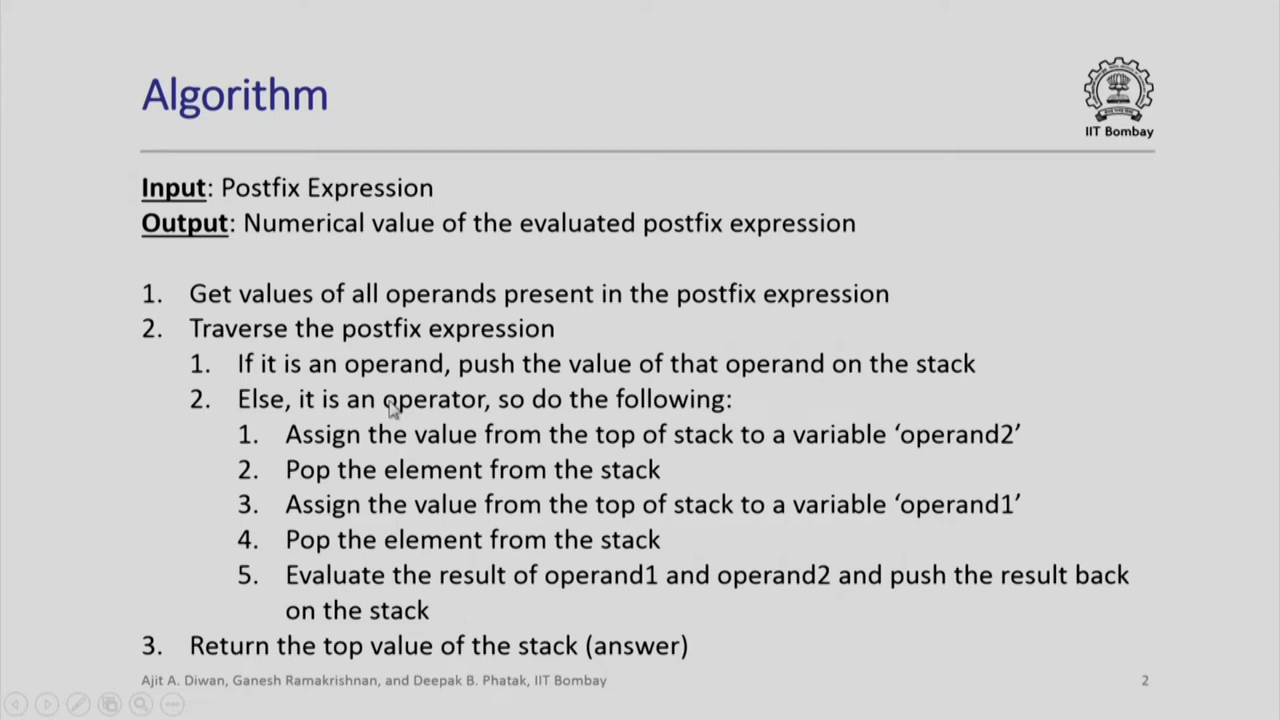 Algorithm
IIT Bombay
Input: Postfix Expression
Output: Numerical value of the evaluated postfix expression
1. Get values of all operands present in the postfix expression
2. Traverse the postfix expression
1. If it is an operand, push the value of that operand on the stack
2. Else, it is an operator, so do the following:
1. Assign the value from the top of stack to a variable ‘operand2’
2. Pop the element from the stack
3. Assign the value from the top of stack to a variable ‘operand1’
4. Pop the element from the stack
5. Evaluate the result of operand1 and operand2 and push the result back
on the stack
3. Return the top value of the stack (answer)
Ajit A. Diwan, Ganesh Ramakrishnan, and Deepak B. Phatak, IIT Bombay
2